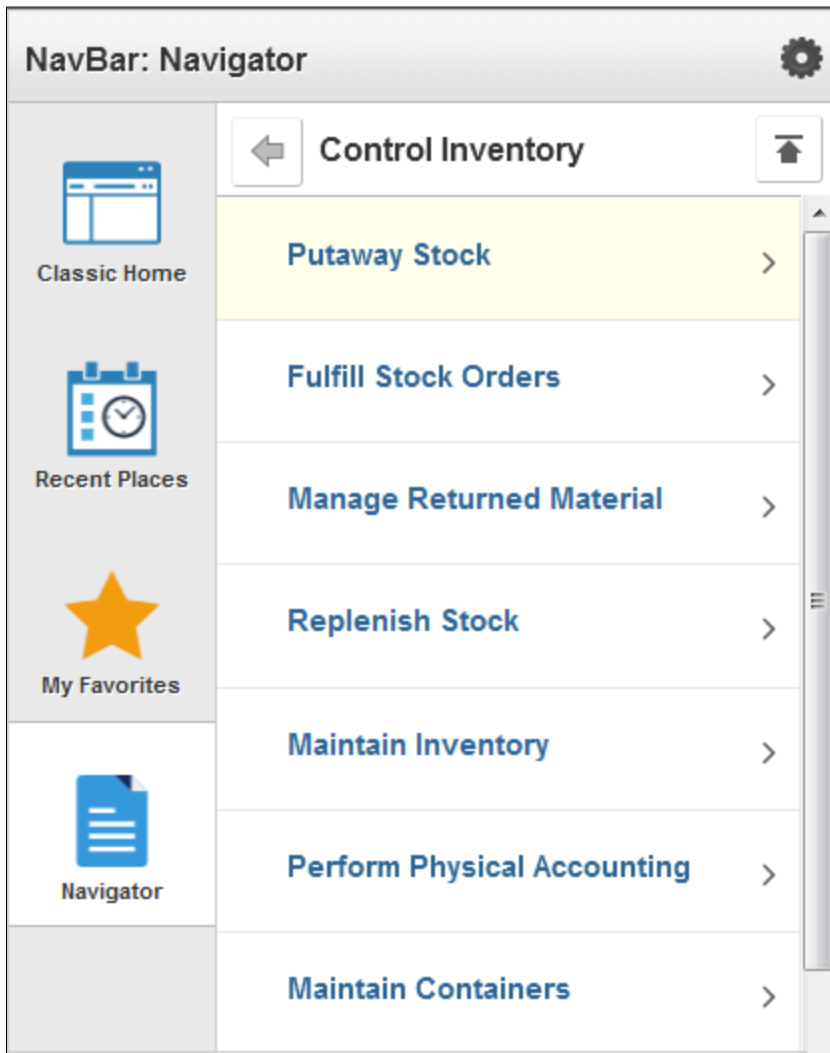 NavBar: Navigator
Control Inventory
Classic Home
Recent Places
My Favorites
Navigator
Putaway Stock
Fulfill Stock Orders
Manage Returned Material
Replenish Stock
Maintain Inventory
Perform Physical Accounting
Maintain Containers